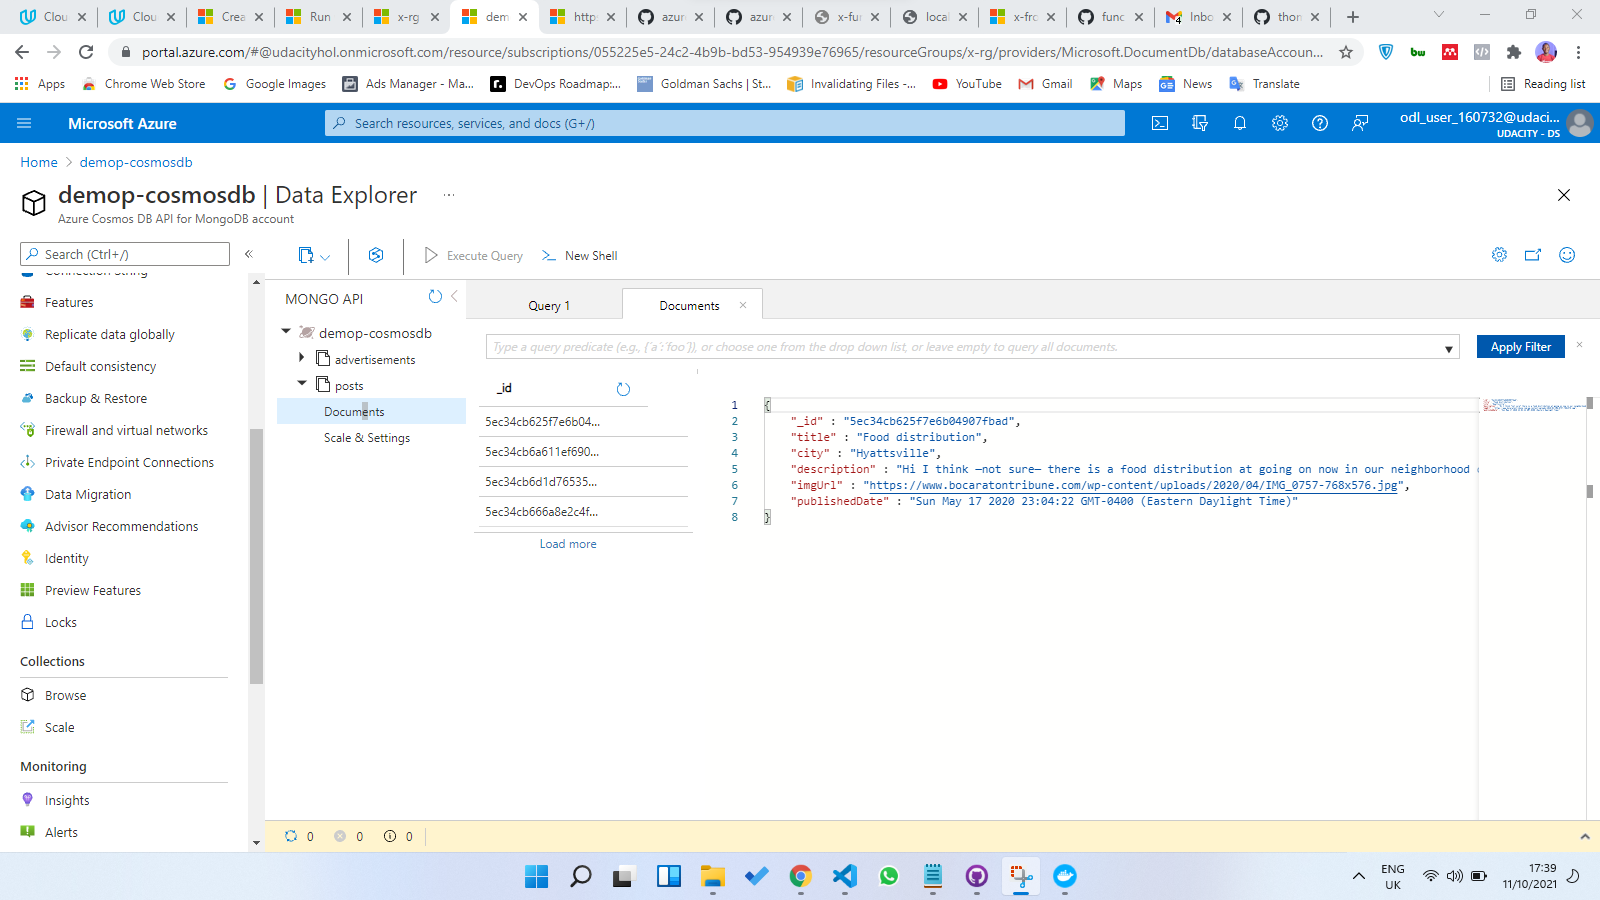 Clou
Clou
Crea
Run
x-rg
dem
http
azur
azur
x-fur
local
x-fro
func
Inbo
thor
portal.azure.com/#@udacityhol.onmicrosoft.com/resource/subscriptions/055225e5-24c2-4b9b-bd53-954939e76965/resourceGroups/x-rg/providers/Microsoft.DocumentDb/databaseAccoun...
Apps
Chrome Web Store
Google Images
Ads Manager - Ma...
DevOps Roadmap:...
Goldman Sachs | St...
Invalidating Files -...
YouTube
Gmail
Maps
News
Translate
Reading list
Microsoft Azure
Search resources, services, and docs (G+/)
odl_user_160732@udaci...
UDACITY - DS
Home > demop-cosmosdb
demop-cosmosdb | Data Explorer ...
Azure Cosmos DB API for MongoDB account
Search (Ctrl+/)
«
Execute Query
New Shell
Connection String
Features
Replicate data globally
Default consistency
Backup & Restore
Firewall and virtual networks
Private Endpoint Connections
Data Migration
Advisor Recommendations
Identity
Preview Features
Locks
Collections
Browse
Scale
Monitoring
Insights
Alerts
MONGO API
demop-cosmosdb
advertisements
posts
Documents
Scale & Settings
Query 1
Documents
Type a query predicate (e.g., {´a´:´foo´}), or choose one from the drop down list, or leave empty to query all documents.
Apply Filter
_id
5ec34cb625f7e6b04...
5ec34cb6a611ef690...
5ec34cb6d1d76535...
5ec34cb666a8e2c4f...
Load more
1 {
2 "_id" : "5ec34cb625f7e6b04907fbad",
3 "title" : "Food distribution",
4 "city" : "Hyattsville",
5 "description" : "Hi I think —not sure— there is a food distribution at going on now in our neighborhood
6 "imgUrl" : "https://www.bocaratontribune.com/wp-content/uploads/2020/04/IMG_0757-768x576.jpg",
7 "publishedDate" : "Sun May 17 2020 23:04:22 GMT-0400 (Eastern Daylight Time)"
8 }
0
0
0
ENG
UK
17:39
11/10/2021